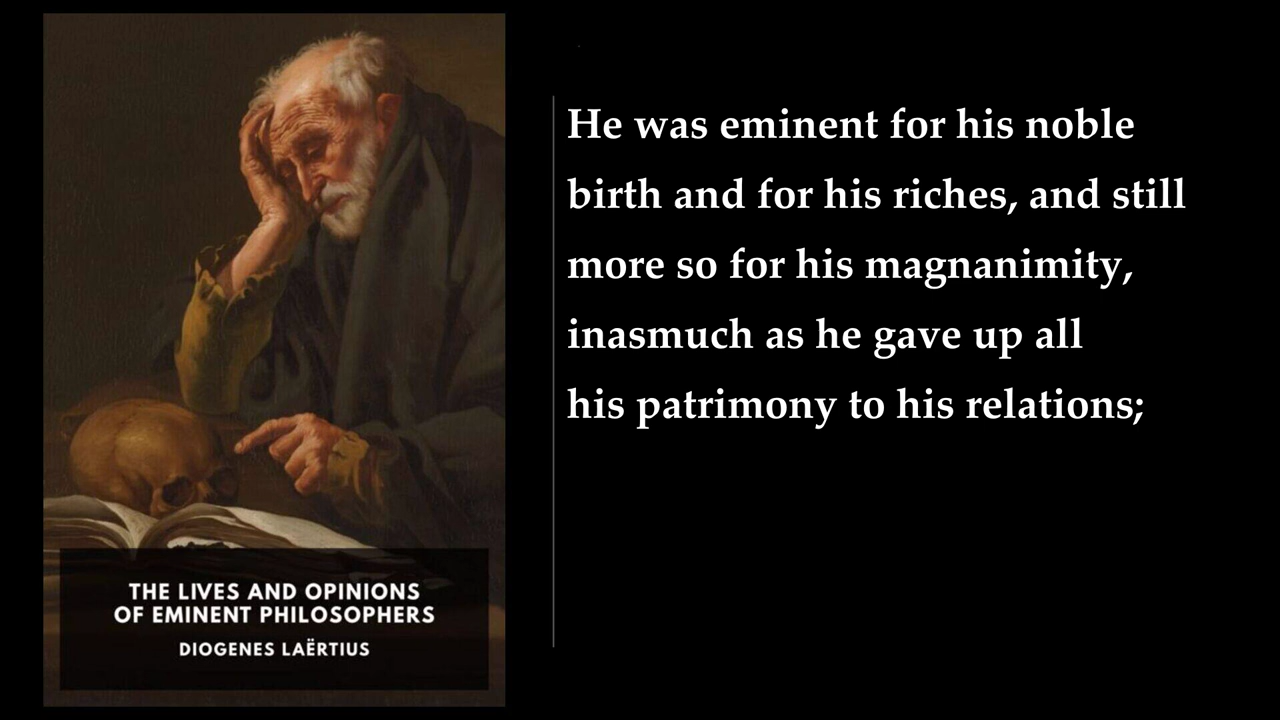 THE LIVES AND OPINIONS
OF EMINENT PHILOSOPHERS
DIOGENES LAËRTIUS
He was eminent for his noble
birth and for his riches, and still
more so for his magnanimity,
inasmuch as he gave up all
his patrimony to his relations;